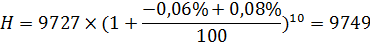 H = 9727 × (1 + (−0,06% + 0,08%)/100)^10 = 9749